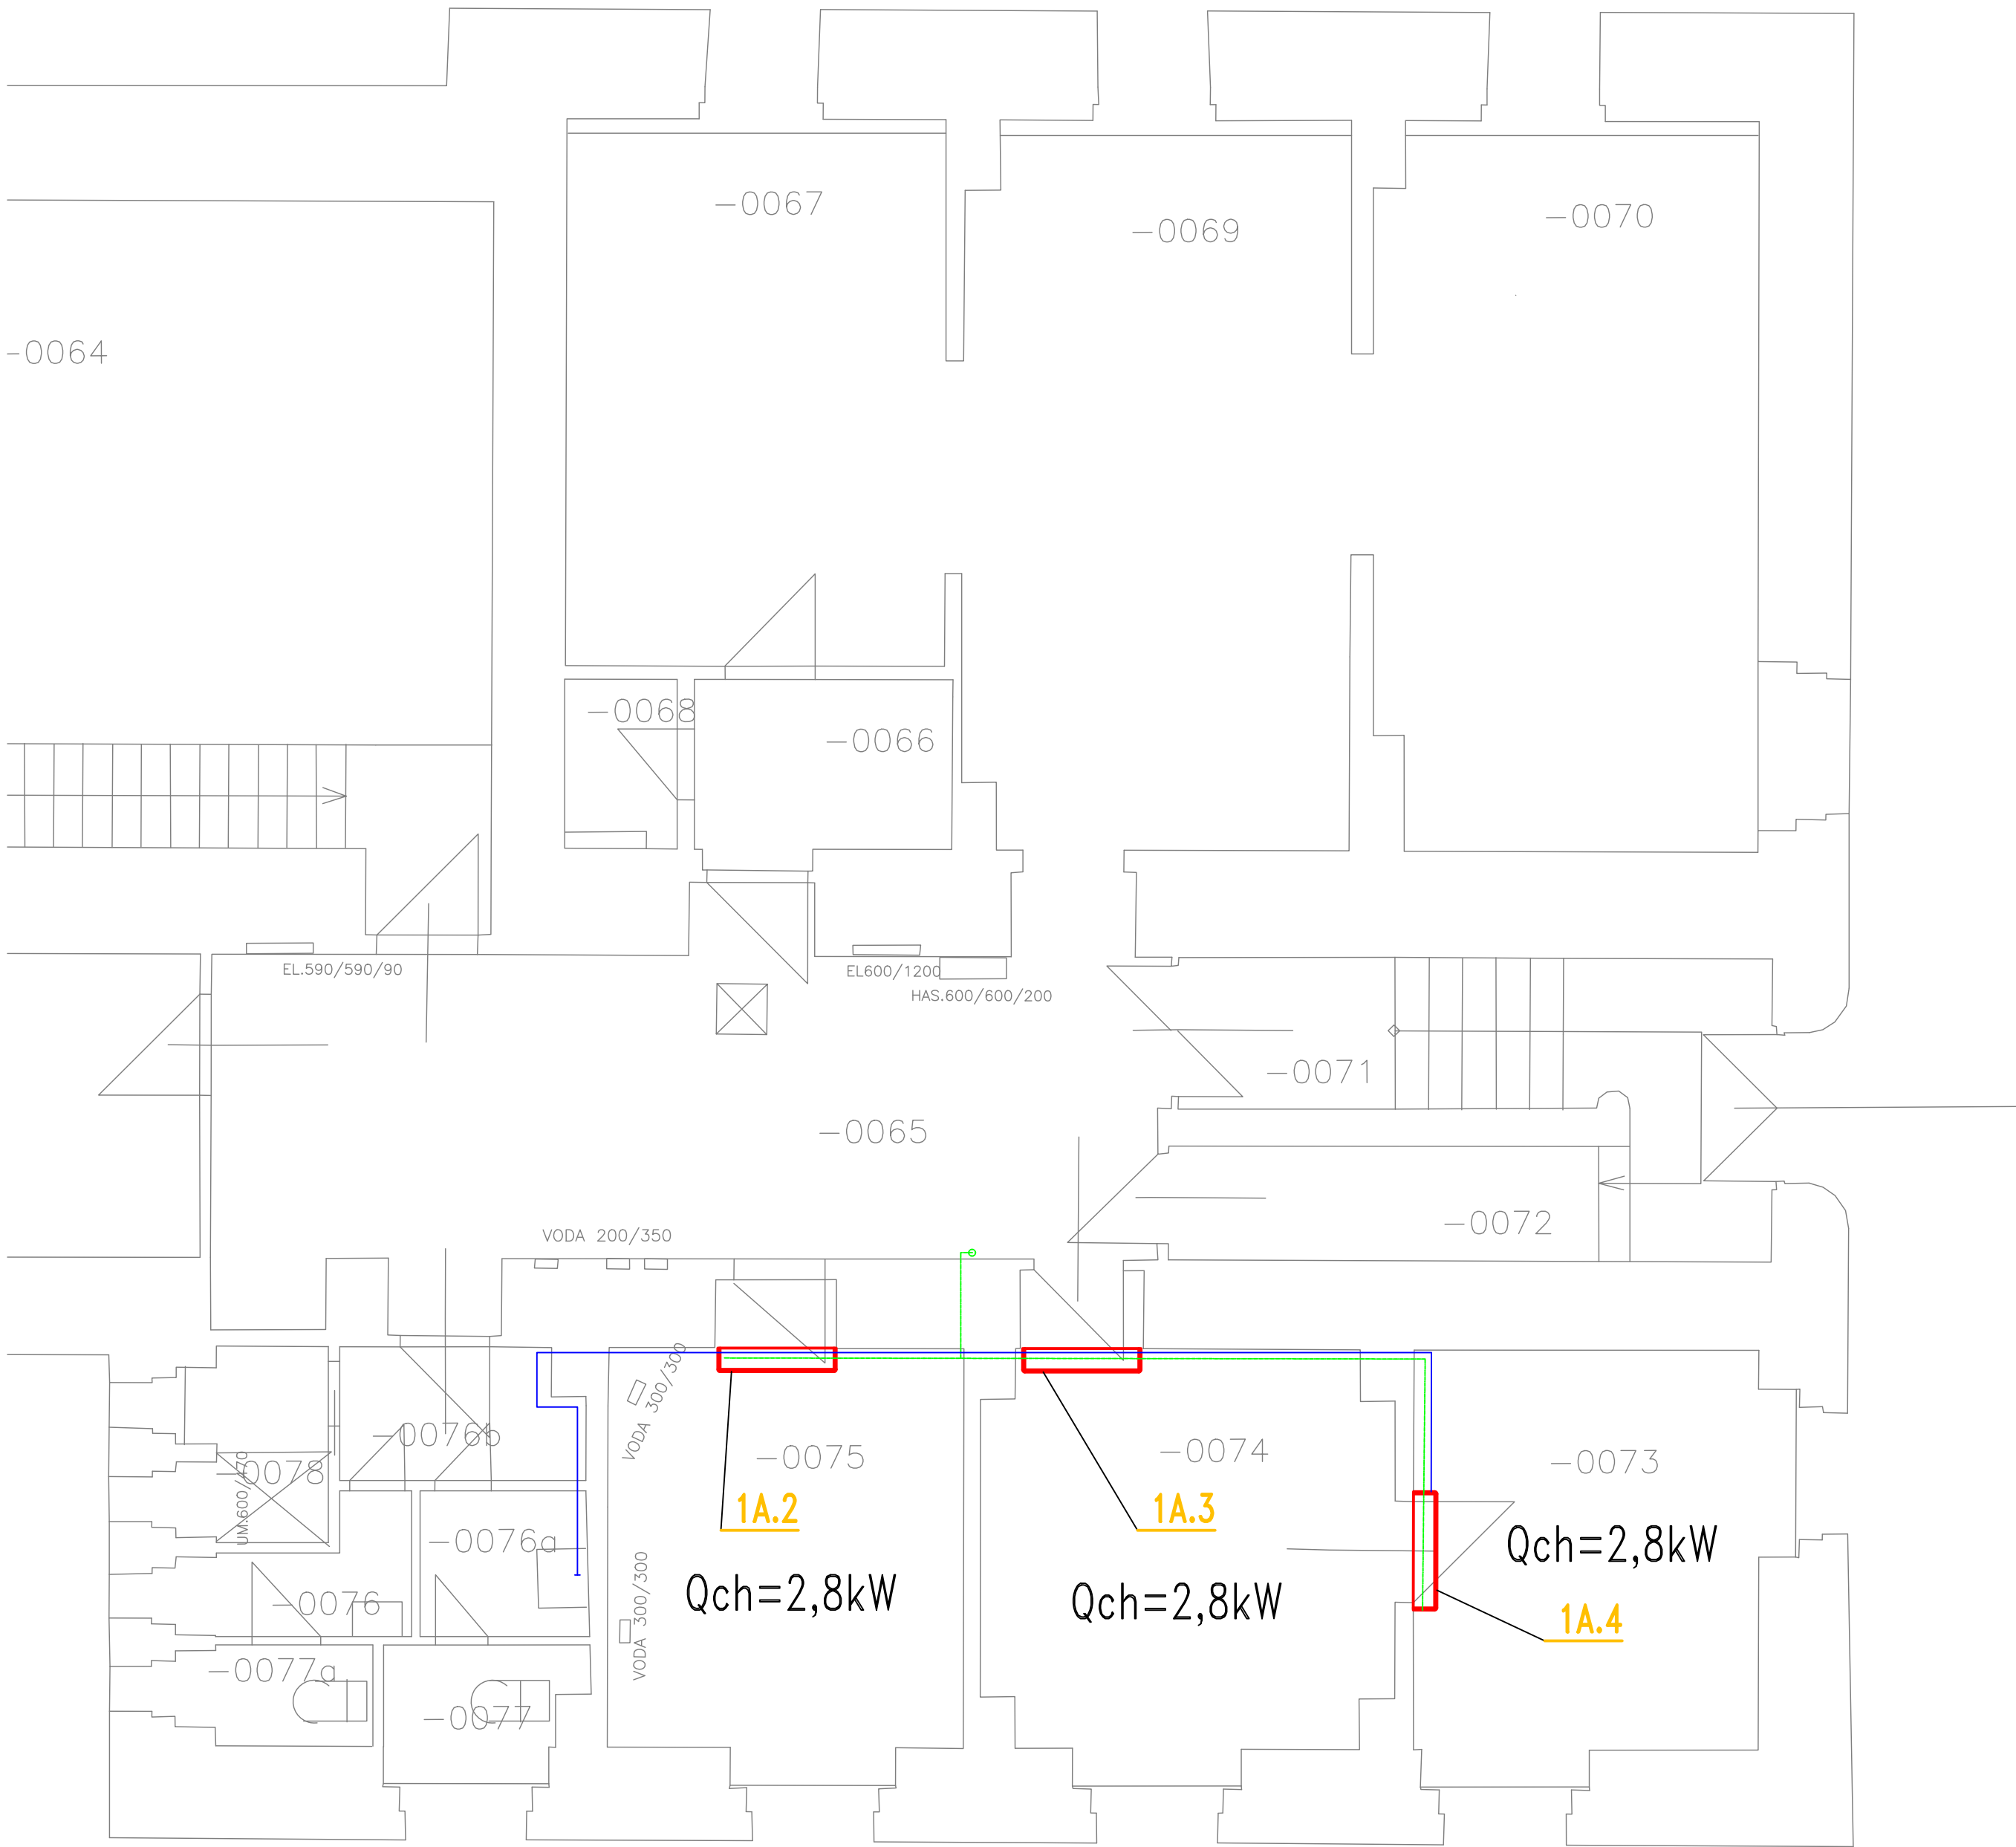 -0067
-0069
-0070
-0064
-0068
-0066
EL.590/590/90
EL600/1200
HAS.600/600/200
-0071
-0065
-0072
VODA 200/350
VODA 300/300
-0076b
-0075
-0074
-0073
-0078
UM.600/470
1A.2
1A.3
-0076a
Qch=2,8kW
Qch=2,8kW
Qch=2,8kW
-0076
VODA 300/300
1A.4
-0077a
-0077